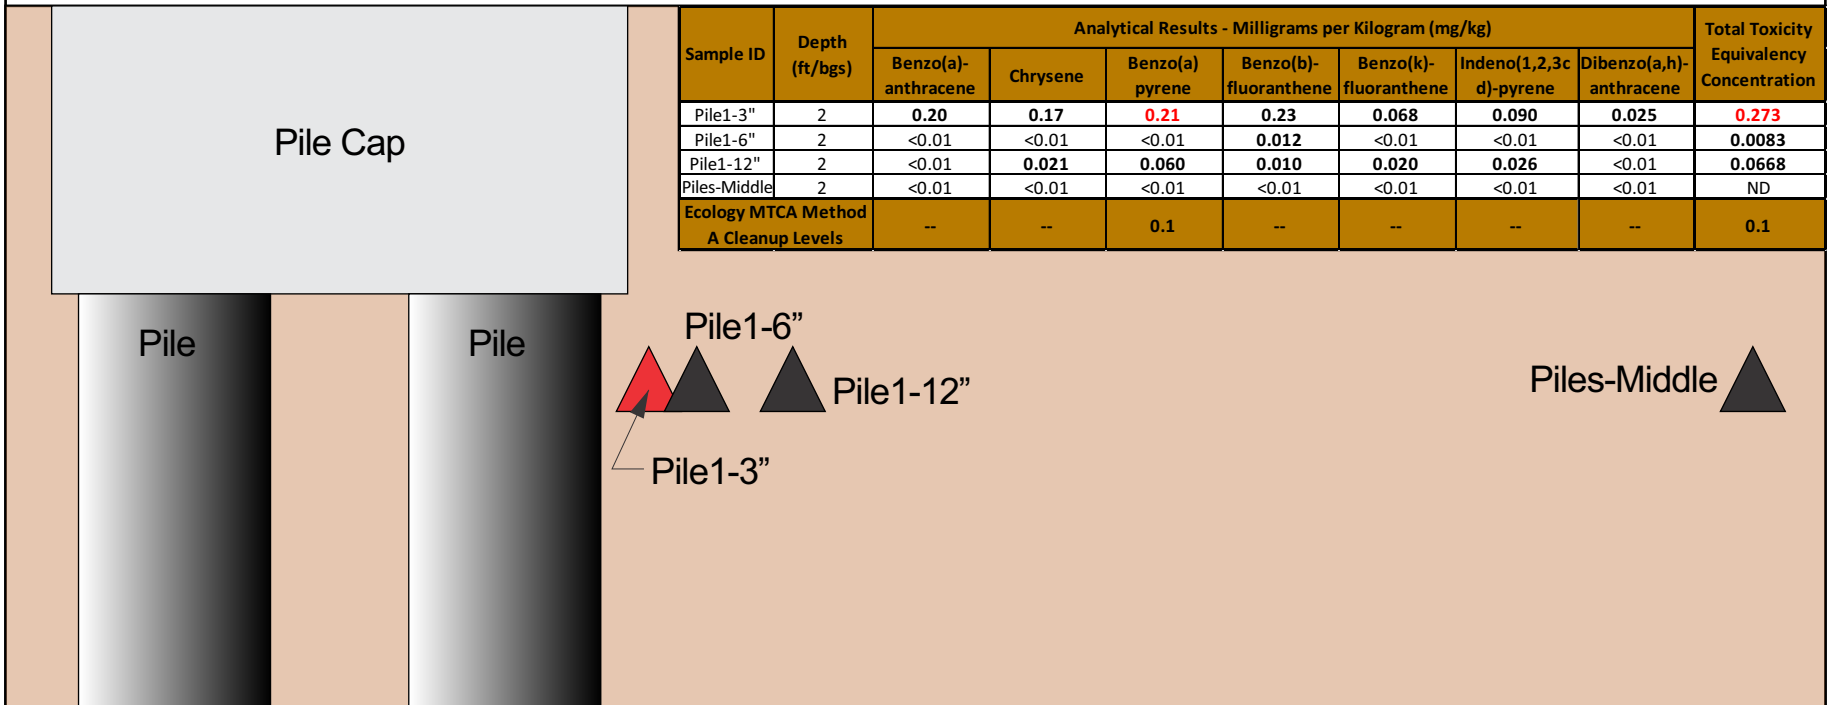 Sample ID Depth (ft/bgs) Analytical Results - Milligrams per Kilogram (mg/kg) Total Toxicity Equivalency Concentration
Benzo(a)-anthracene Chrysene Benzo(a) pyrene Benzo(b)-fluoranthene Benzo(k)-fluoranthene Indeno(1,2,3c d)-pyrene Dibenzo(a,h)-anthracene
Pile1-3" 2 0.20 0.17 0.21 0.23 0.068 0.090 0.025 0.273
Pile1-6" 2 <0.01 <0.01 <0.01 0.012 <0.01 <0.01 <0.01 0.0083
Pile1-12" 2 <0.01 0.021 0.060 0.010 0.020 0.026 <0.01 0.0668
Piles-Middle 2 <0.01 <0.01 <0.01 <0.01 <0.01 <0.01 <0.01 ND
Ecology MTCA Method A Cleanup Levels -- -- 0.1 -- -- -- -- 0.1
Pile Cap
Pile
Pile
Pile1-6”
Pile1-12”
Piles-Middle
Pile1-3”